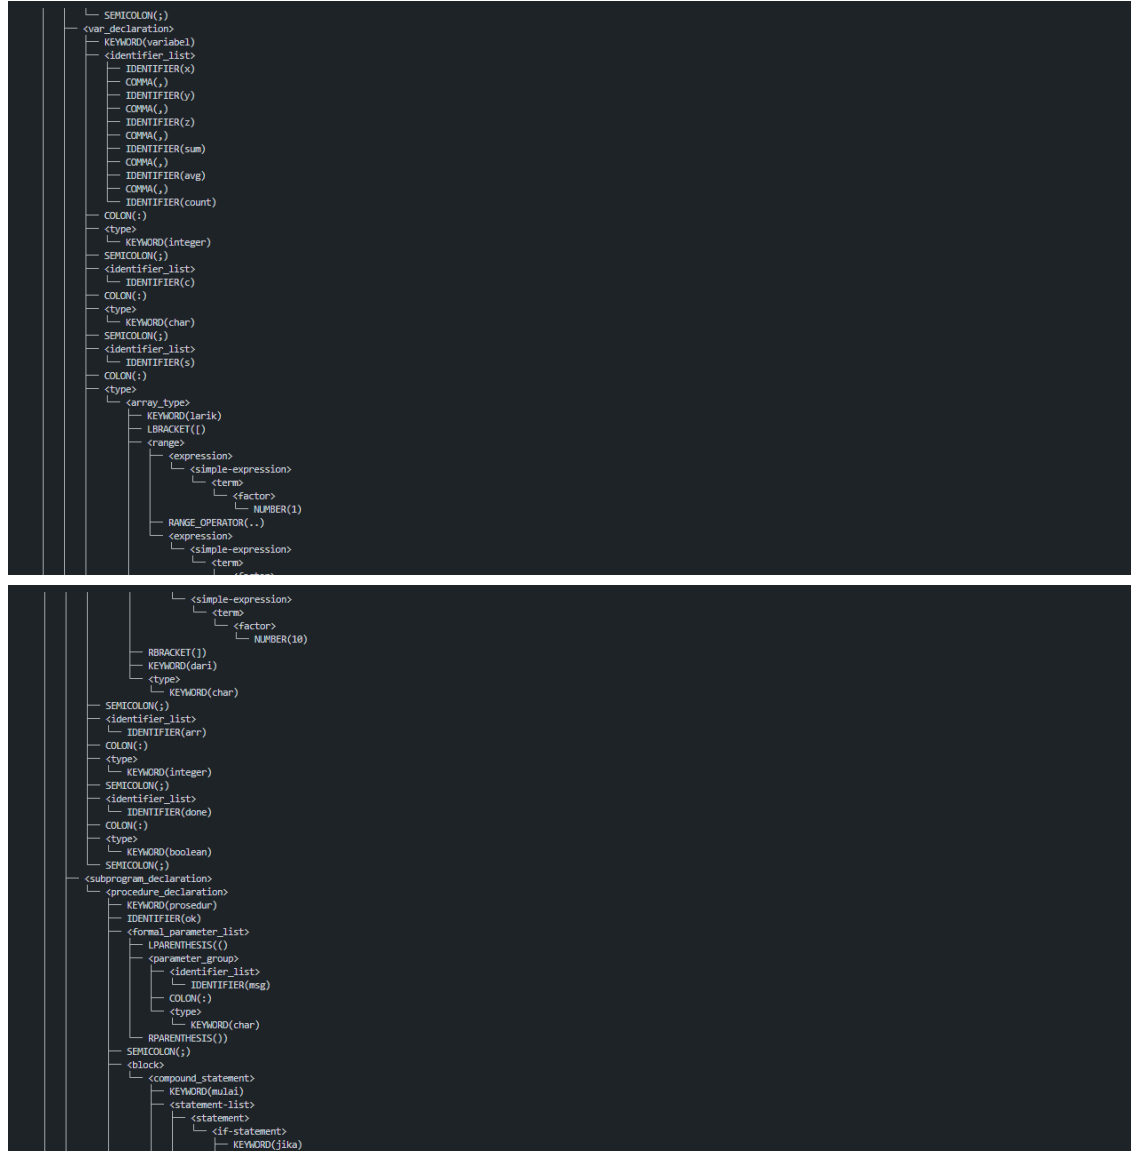 SEMICOLON(;)
<var_declaration>
KEYWORD(variabel)
<identifier_list>
IDENTIFIER(x)
COMMA(,)
IDENTIFIER(y)
COMMA(,)
IDENTIFIER(z)
COMMA(,)
IDENTIFIER(sum)
COMMA(,)
IDENTIFIER(avg)
COMMA(,)
IDENTIFIER(count)
COLON(:)
<type>
KEYWORD(integer)
SEMICOLON(;)
<identifier_list>
IDENTIFIER(c)
COLON(:)
<type>
KEYWORD(char)
SEMICOLON(;)
<identifier_list>
IDENTIFIER(s)
COLON(:)
<type>
<array_type>
KEYWORD(larik)
LBRACKET([)
<range>
<expression>
<simple-expression>
<term>
<factor>
NUMBER(1)
RANGE_OPERATOR(..)
<expression>
<simple-expression>
<term>
<factor>
<simple-expression>
<term>
<factor>
NUMBER(10)
RBRACKET(])
KEYWORD(dari)
<type>
KEYWORD(char)
SEMICOLON(;)
<identifier_list>
IDENTIFIER(arr)
COLON(:)
<type>
KEYWORD(integer)
SEMICOLON(;)
<identifier_list>
IDENTIFIER(done)
COLON(:)
<type>
KEYWORD(boolean)
SEMICOLON(;)
<subprogram_declaration>
<procedure_declaration>
KEYWORD(prosedur)
IDENTIFIER(ok)
<formal_parameter_list>
LPARENTHESIS(()
<parameter_group>
<identifier_list>
IDENTIFIER(msg)
COLON(:)
<type>
KEYWORD(char)
RPARENTHESIS())
SEMICOLON(;)
<block>
<compound_statement>
KEYWORD(mulai)
<statement-list>
<statement>
<if-statement>
KEYWORD(jika)